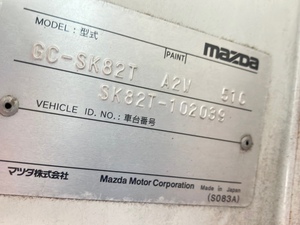 MODEL: 型式
PAINT
mazda
GC-SK82T A2V 51C
SK82T-102039
VEHICLE ID. NO.: 車台番号
マツダ株式会社
Mazda Motor Corporation Made in Japan
(S083A)